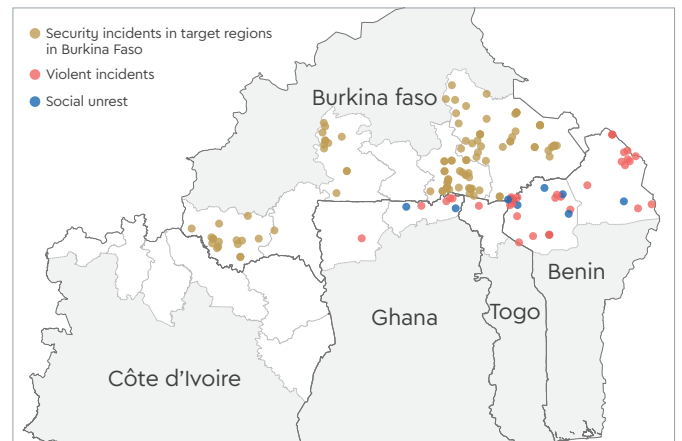 Security incidents in target regions
in Burkina Faso
Violent incidents
Social unrest
Burkina faso
Benin
Togo
Ghana
Côte d'Ivoire